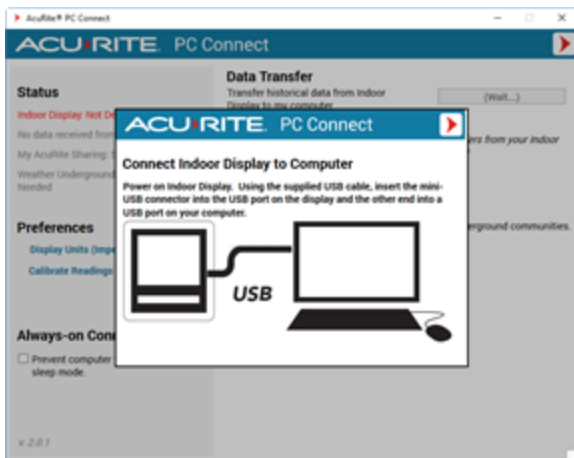 AcuRite® PC Connect
ACU RITE. PC Connect
Status
Indoor Display: Not De
No data received from
My AcuRite Sharing:
Weather Underground
Needed
Preferences
Display Units (Impe
Calibrate Readings
Always-on Con
Prevent computer
sleep mode.
v: 2.0.1
Data Transfer
Transfer historical data from Indoor
Display to my computer
(Wait...)
ers from your Indoor
erground communities.
ACU RITE. PC Connect
Connect Indoor Display to Computer
Power on Indoor Display. Using the supplied USB cable, insert the mini-
USB connector into the USB port on the display and the other end into a
USB port on your computer.
USB